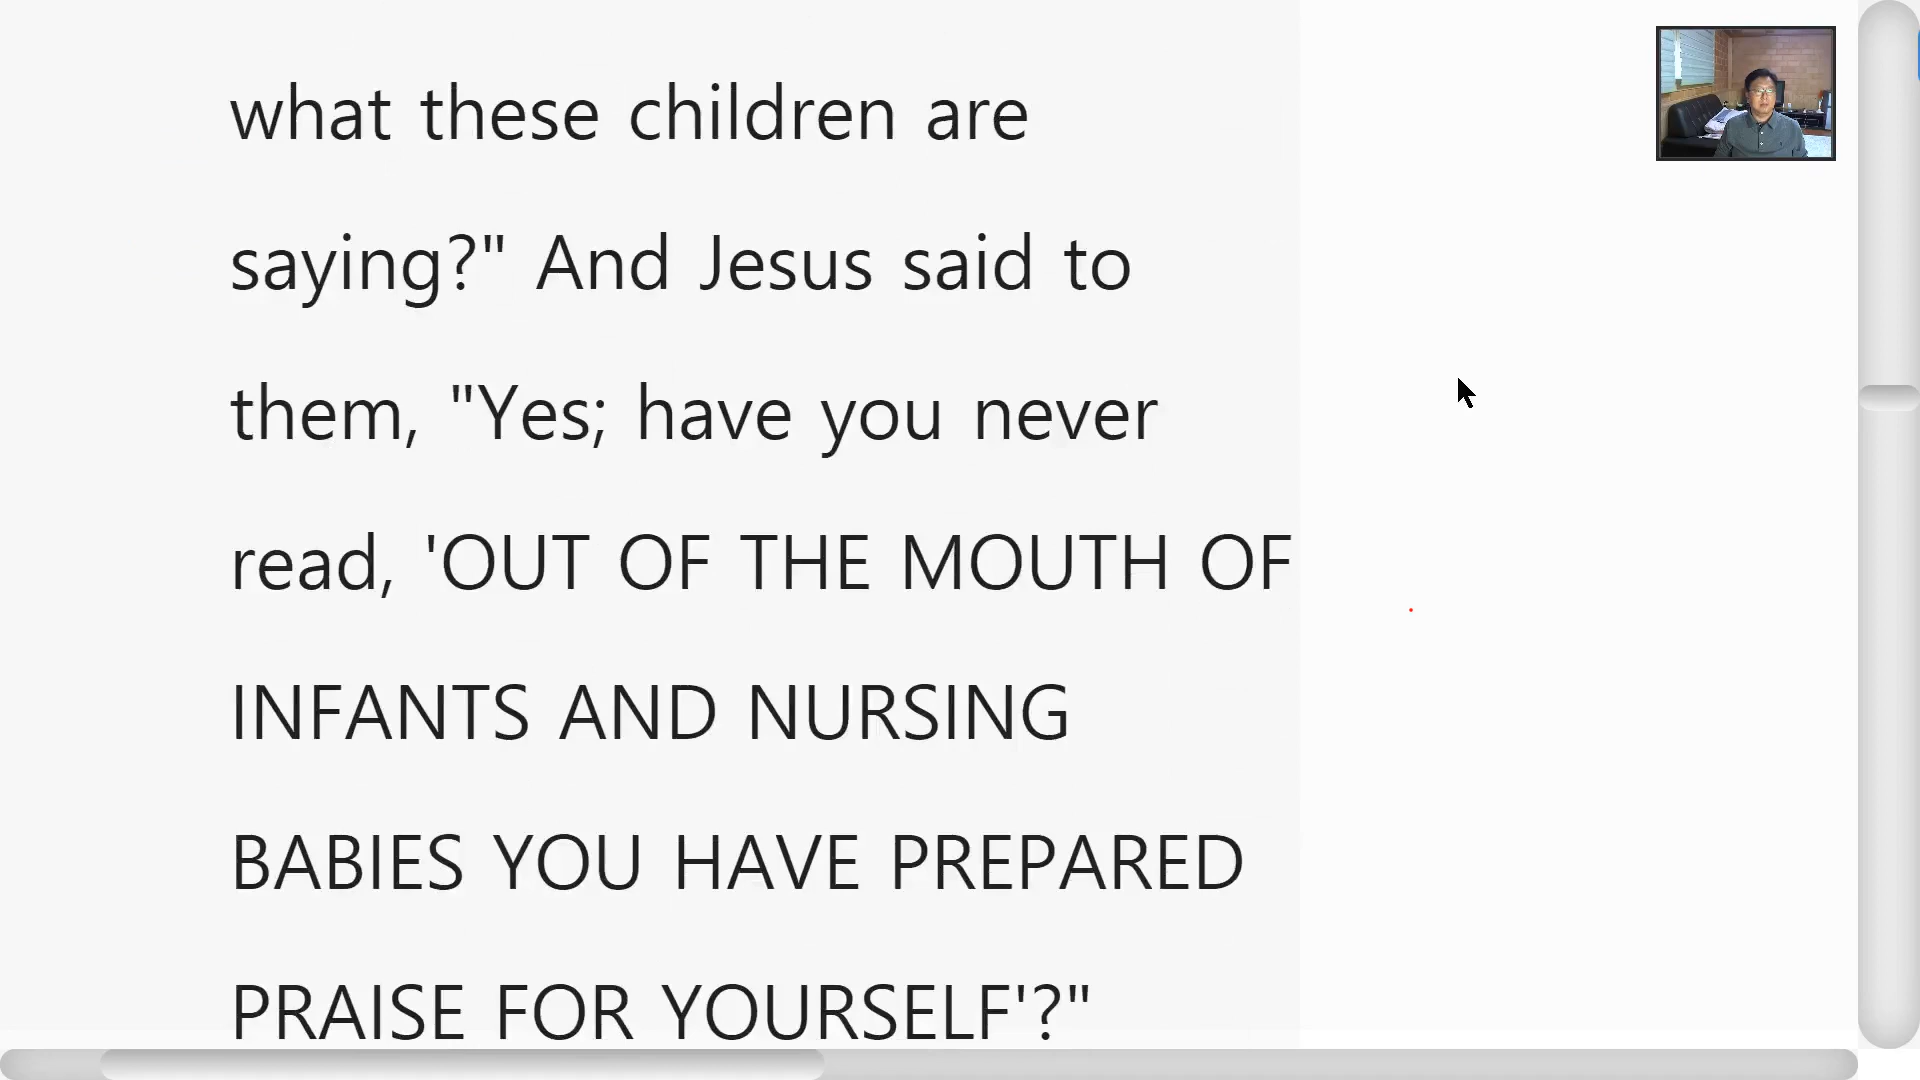 what these children are
saying?" And Jesus said to
them, "Yes; have you never
read, 'OUT OF THE MOUTH OF
INFANTS AND NURSING
BABIES YOU HAVE PREPARED
PRAISE FOR YOURSELF'?"